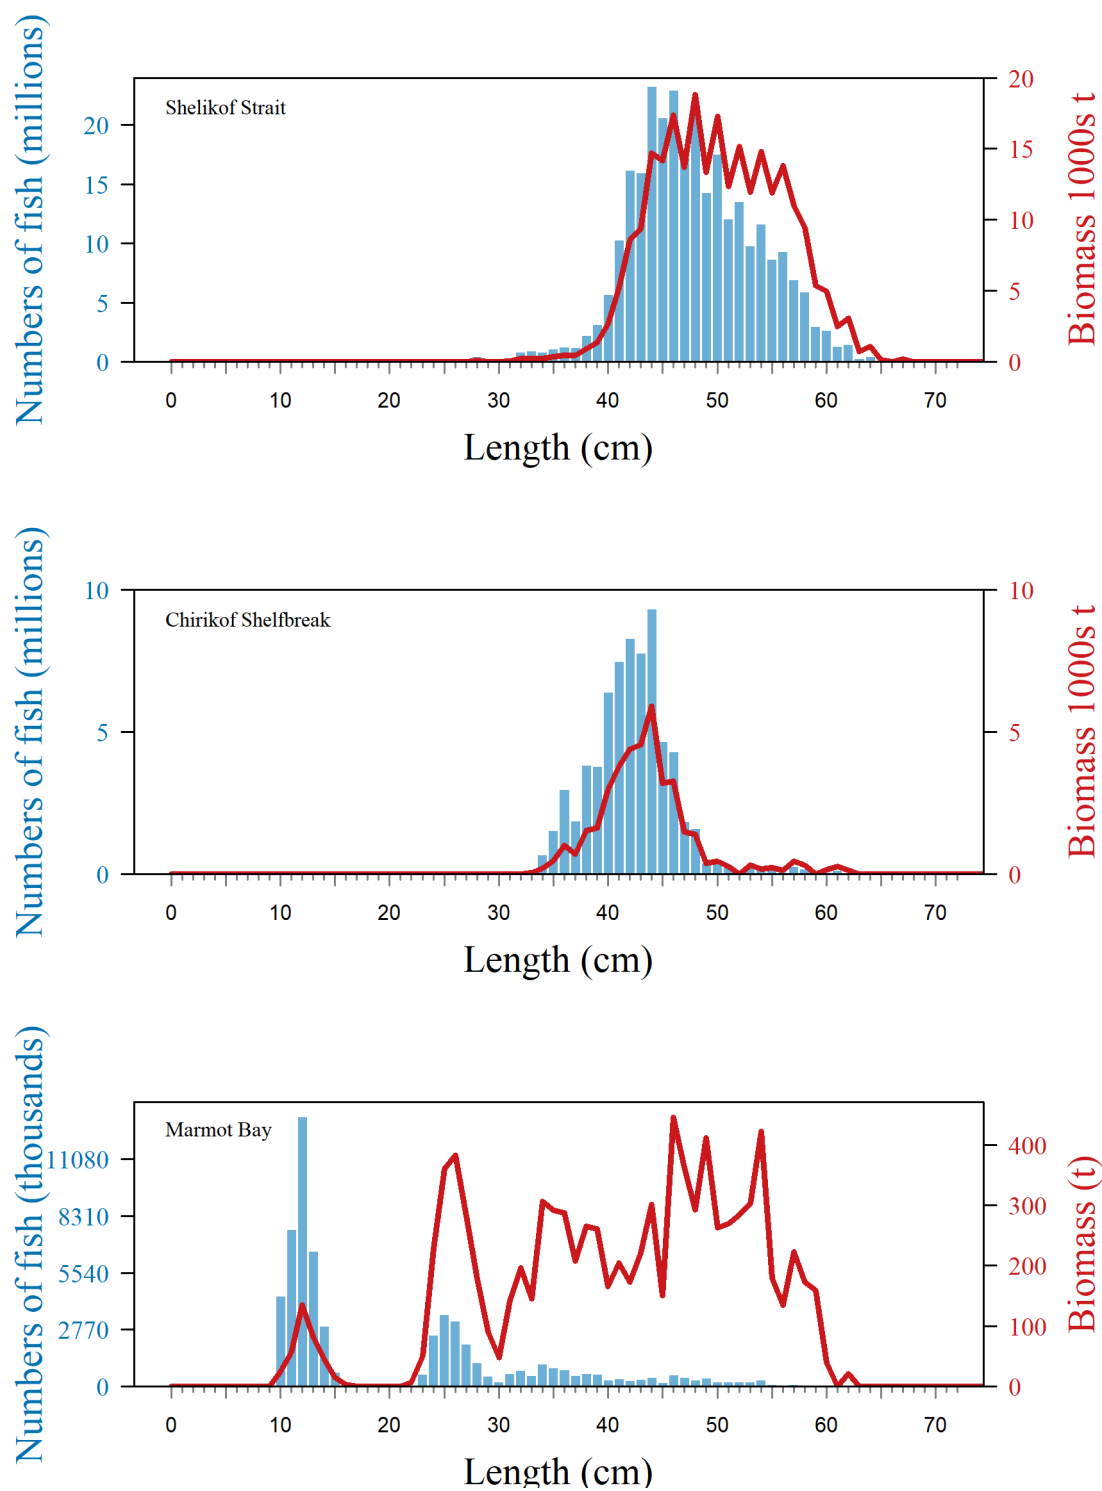 Numbers of fish (millions)
Shelikof Strait
20
15
10
5
0
20
15
10
5
0
Biomass 1000s t
0 10 20 30 40 50 60 70
Length (cm)
Numbers of fish (millions)
Chirikof Shelfbreak
10
5
0
10
5
0
Biomass 1000s t
0 10 20 30 40 50 60 70
Length (cm)
Numbers of fish (thousands)
Marmot Bay
11080
8310
5540
2770
0
400
300
200
100
0
Biomass (t)
0 10 20 30 40 50 60 70
Length (cm)